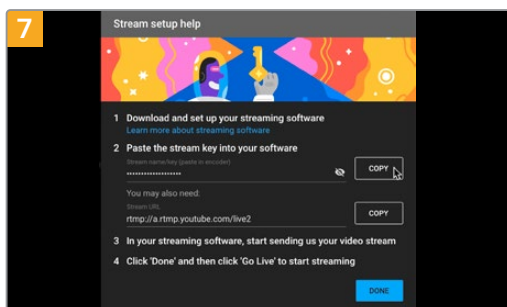 7
Stream setup help
1 Download and set up your streaming software
Learn more about streaming software
2 Paste the stream key into your software
Stream name/key (paste in encoder)
••••••••••••••••••••
COPY
You may also need:
Stream URL
rtmp://a.rtmp.youtube.com/live2
COPY
3 In your streaming software, start sending us your video stream
4 Click 'Done' and then click 'Go Live' to start streaming
DONE